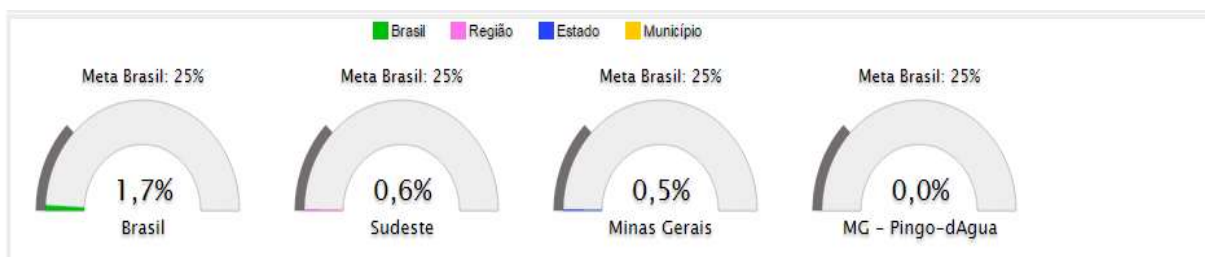 Brasil Região Estado Município
Meta Brasil: 25% Meta Brasil: 25% Meta Brasil: 25% Meta Brasil: 25%
1,7% 0,6% 0,5% 0,0%
Brasil Sudeste Minas Gerais MG - Pingo-dAgua